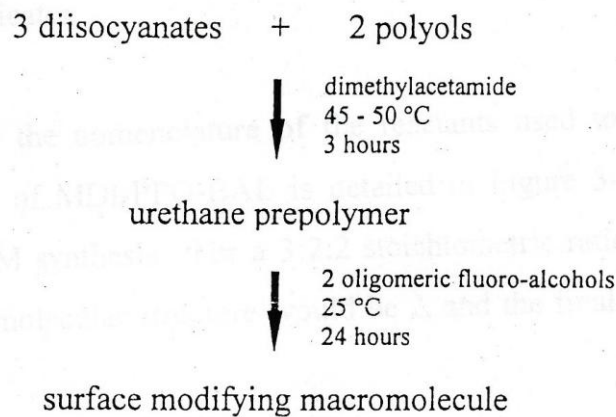 3 diisocyanates + 2 polyols
dimethylacetamide
45 - 50 °C
3 hours
urethane prepolymer
2 oligomeric fluoro-alcohols
25 °C
24 hours
surface modifying macromolecule